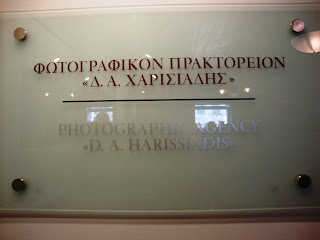 ΦΩΤΟΓΡΑΦΙΚΟΝ ΠΡΑΚΤΟΡΕΙΟΝ
«Δ. Α. ΧΑΡΙΣΙΑΔΗΣ»
PHOTOGRAPHIC AGENCY
«D. A. HARISSIADIS»